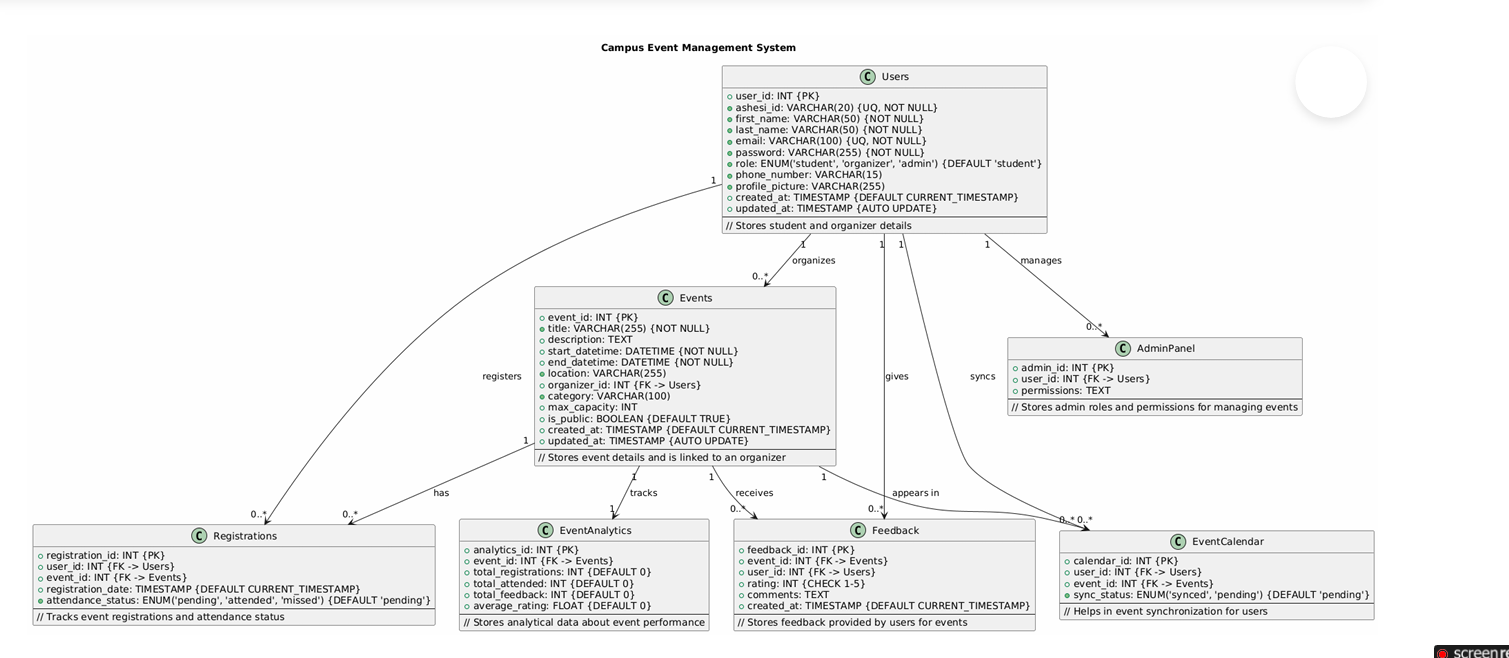 Campus Event Management System
C Users
user_id: INT {PK}
ashesi_id: VARCHAR(20) {UQ, NOT NULL}
first_name: VARCHAR(50) {NOT NULL}
last_name: VARCHAR(50) {NOT NULL}
email: VARCHAR(100) {UQ, NOT NULL}
password: VARCHAR(255) {NOT NULL}
role: ENUM('student', 'organizer', 'admin') {DEFAULT 'student'}
phone_number: VARCHAR(15)
profile_picture: VARCHAR(255)
created_at: TIMESTAMP {DEFAULT CURRENT_TIMESTAMP}
updated_at: TIMESTAMP {AUTO UPDATE}
// Stores student and organizer details
1
1
1
1
1
organizes
manages
0..*
C Events
event_id: INT {PK}
title: VARCHAR(255) {NOT NULL}
description: TEXT
start_datetime: DATETIME {NOT NULL}
end_datetime: DATETIME {NOT NULL}
location: VARCHAR(255)
organizer_id: INT {FK -> Users}
category: VARCHAR(100)
max_capacity: INT
is_public: BOOLEAN {DEFAULT TRUE}
created_at: TIMESTAMP {DEFAULT CURRENT_TIMESTAMP}
updated_at: TIMESTAMP {AUTO UPDATE}
// Stores event details and is linked to an organizer
0..*
C AdminPanel
admin_id: INT {PK}
user_id: INT {FK -> Users}
permissions: TEXT
// Stores admin roles and permissions for managing events
registers
gives
syncs
1
1
1
1
has
tracks
receives
appears in
0..*
0..*
1
0..*
0..*
0..* 0..*
C Registrations
registration_id: INT {PK}
user_id: INT {FK -> Users}
event_id: INT {FK -> Events}
registration_date: TIMESTAMP {DEFAULT CURRENT_TIMESTAMP}
attendance_status: ENUM('pending', 'attended', 'missed') {DEFAULT 'pending'}
// Tracks event registrations and attendance status
C EventAnalytics
analytics_id: INT {PK}
event_id: INT {FK -> Events}
total_registrations: INT {DEFAULT 0}
total_attended: INT {DEFAULT 0}
total_feedback: INT {DEFAULT 0}
average_rating: FLOAT {DEFAULT 0}
// Stores analytical data about event performance
C Feedback
feedback_id: INT {PK}
event_id: INT {FK -> Events}
user_id: INT {FK -> Users}
rating: INT {CHECK 1-5}
comments: TEXT
created_at: TIMESTAMP {DEFAULT CURRENT_TIMESTAMP}
// Stores feedback provided by users for events
C EventCalendar
calendar_id: INT {PK}
user_id: INT {FK -> Users}
event_id: INT {FK -> Events}
sync_status: ENUM('synced', 'pending') {DEFAULT 'pending'}
// Helps in event synchronization for users